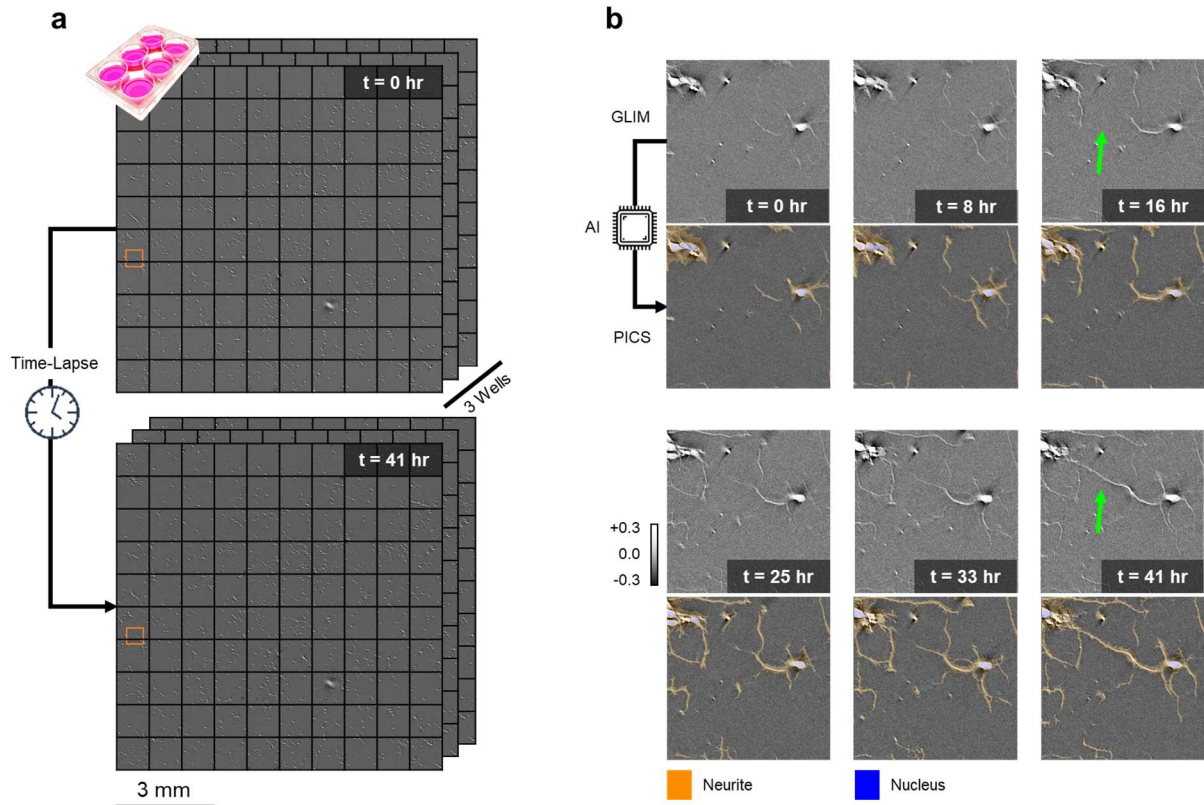 a
t = 0 hr
3 Wells
Time-Lapse
t = 41 hr
3 mm
b
GLIM
AI
PICS
t = 0 hr
t = 8 hr
t = 16 hr
+0.3
0.0
-0.3
t = 25 hr
t = 33 hr
t = 41 hr
Neurite
Nucleus